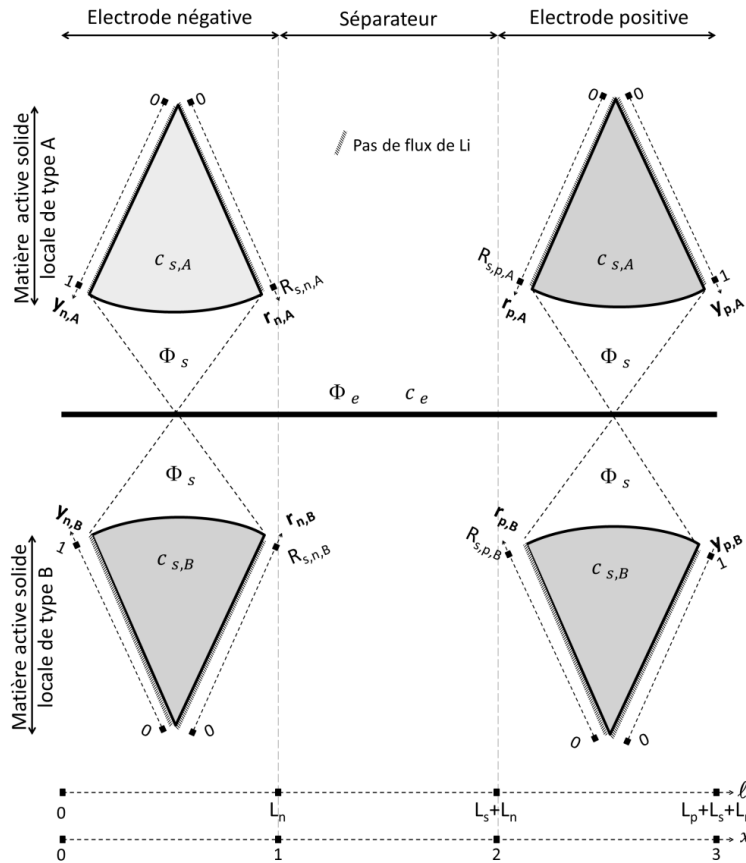 Electrode négative
Séparateur
Electrode positive
Matière active solide
locale de type A
0
0
Pas de flux de Li
0
0
c s,A
c s,A
1
y n,A
R s,n,A
r n,A
R s,p,A
r p,A
1
y p,A
Φ s
Φ s
Φ e
c e
Φ s
Φ s
Matière active solide
locale de type B
y n,B
1
r n,B
R s,n,B
r p,B
R s,p,B
y p,B
1
c s,B
c s,B
0
0
0
0
ℓ
0
L n
L s +L n
L p +L s +L n
x
0
1
2
3